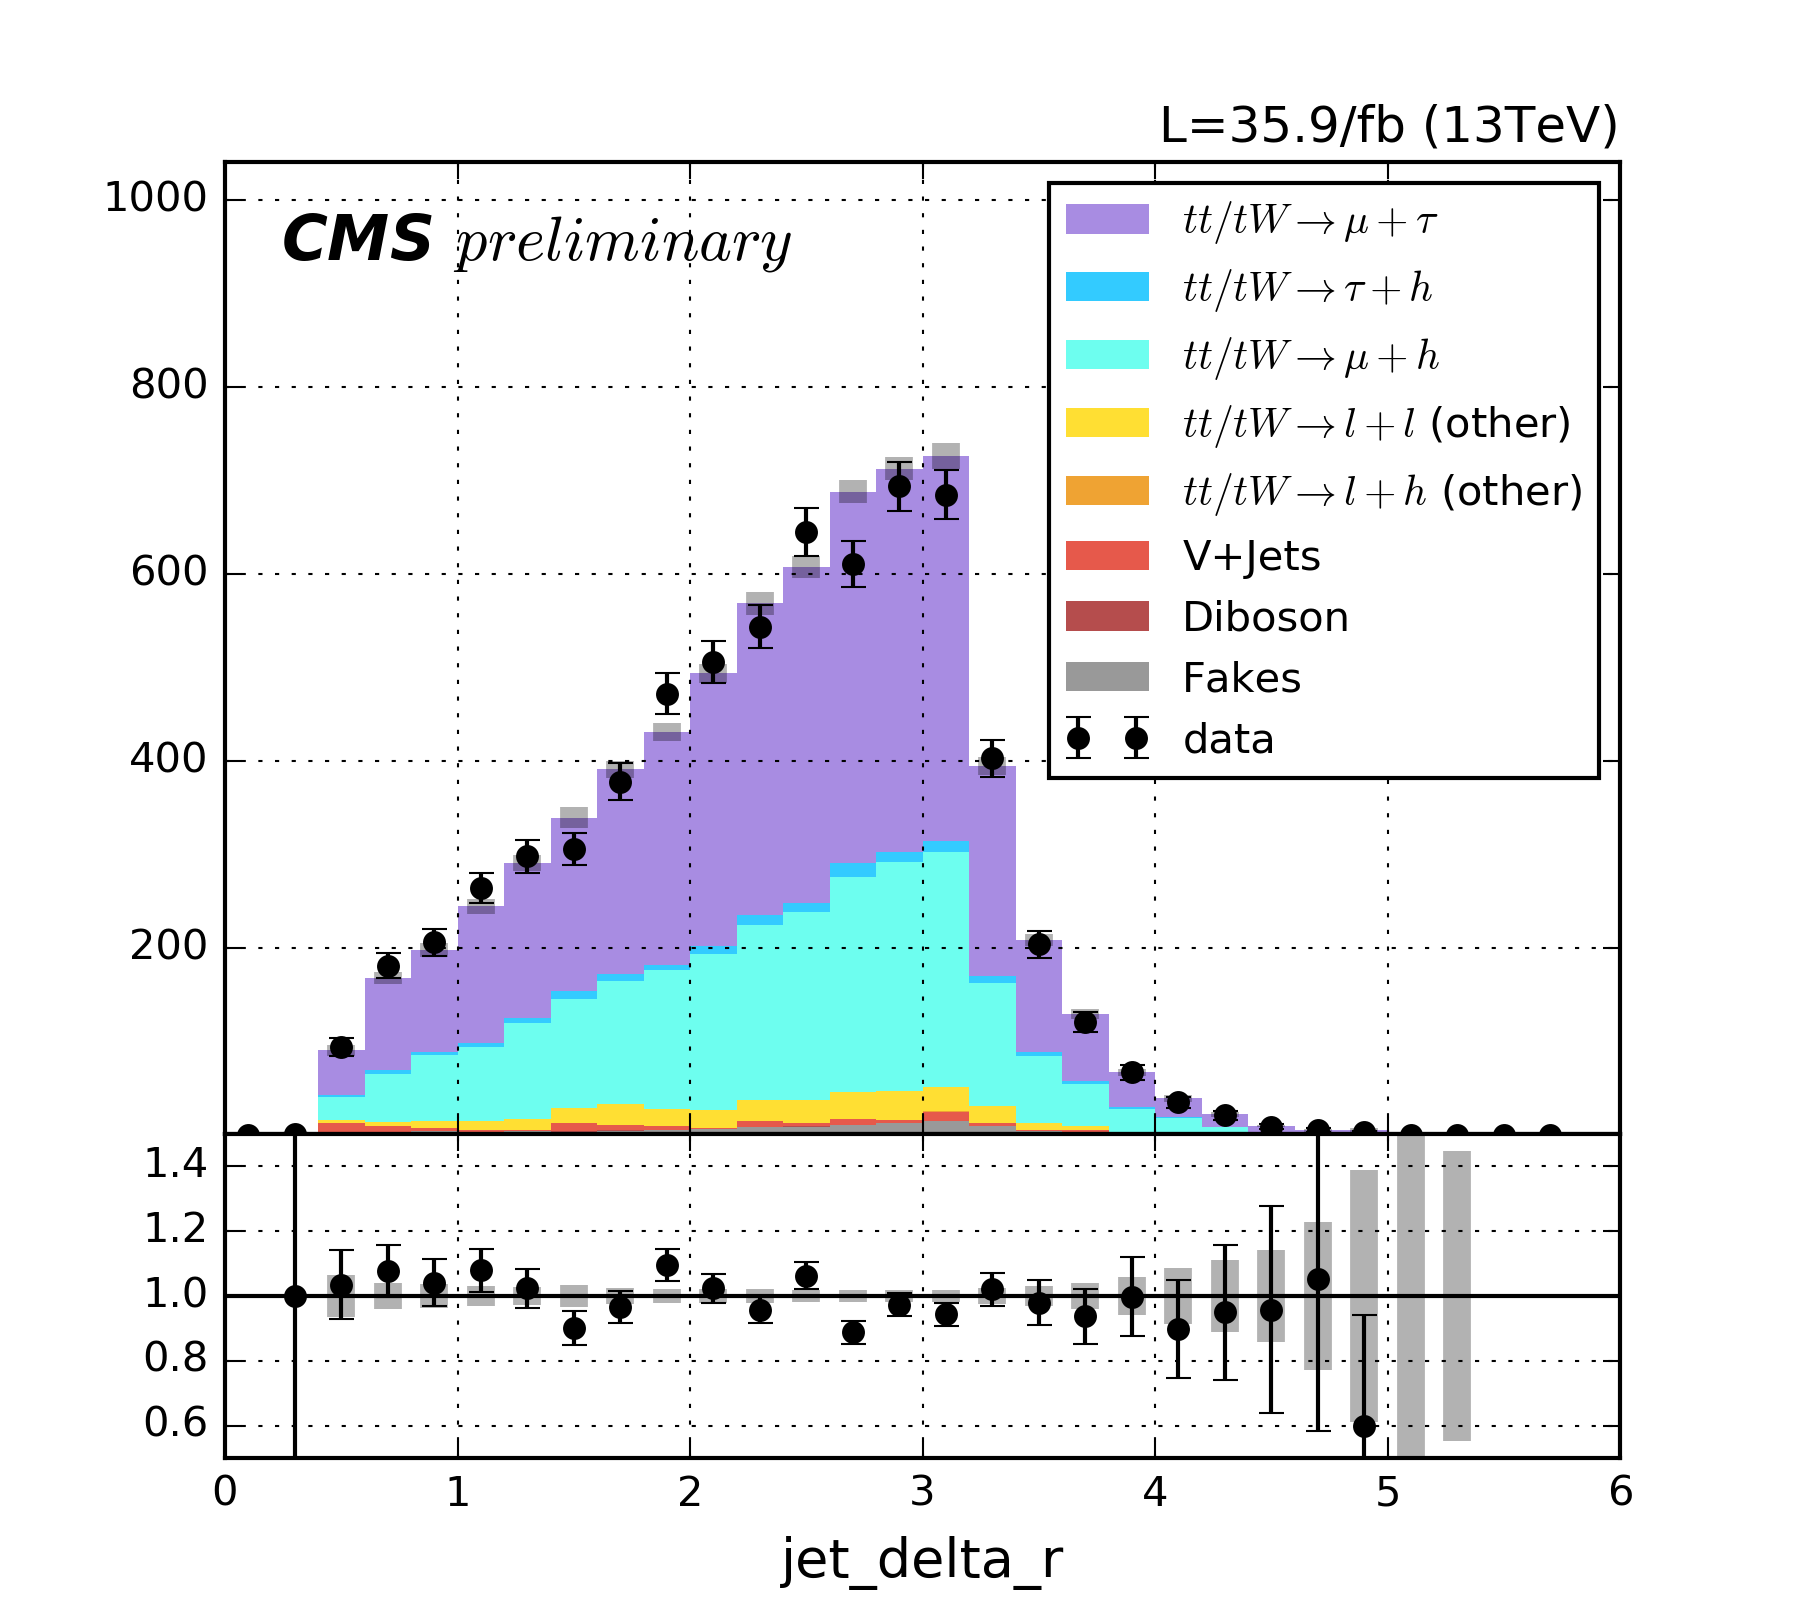 L=35.9/fb (13TeV)
CMS preliminary
1000
800
600
400
200
tt/tW→μ+τ
tt/tW→τ+h
tt/tW→μ+h
tt/tW→l+l (other)
tt/tW→l+h (other)
V+Jets
Diboson
Fakes
data
1.4
1.2
1.0
0.8
0.6
0 1 2 3 4 5 6
jet_delta_r